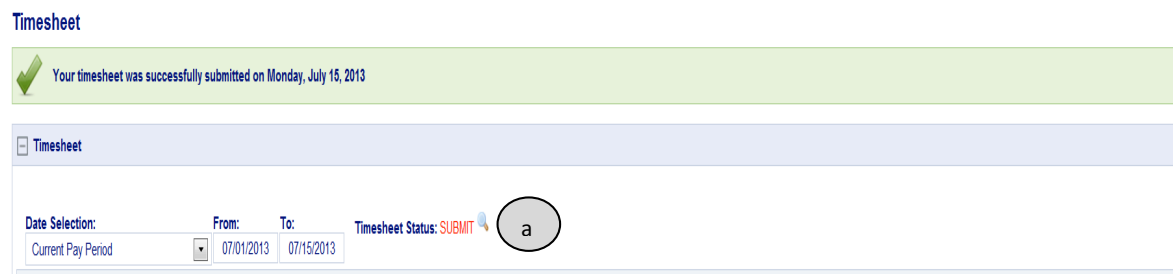 Timesheet
Your timesheet was successfully submitted on Monday, July 15, 2013
Timesheet
Date Selection: From: To: Timesheet Status: SUBMIT a
Current Pay Period 07/01/2013 07/15/2013